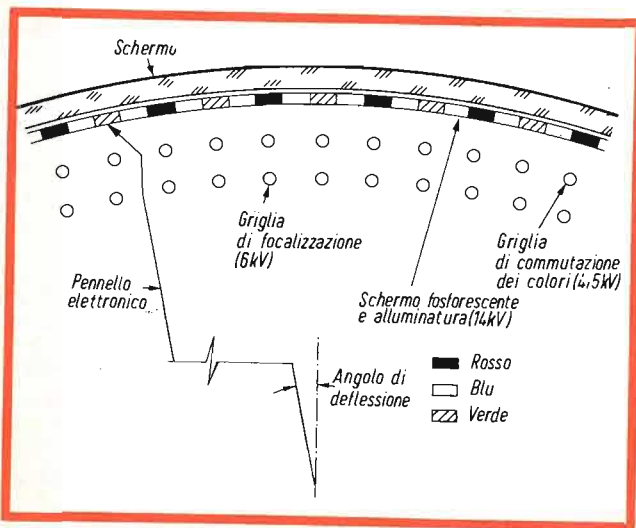 Schermo
Griglia
di focalizzazione
(6kV)
Griglia
di commutazione
dei colori (4,5kV)
Pennello
elettronico
Schermo fosforescente
e alluminatura (14kV)
Angolo di
deflessione
Rosso
Blu
Verde